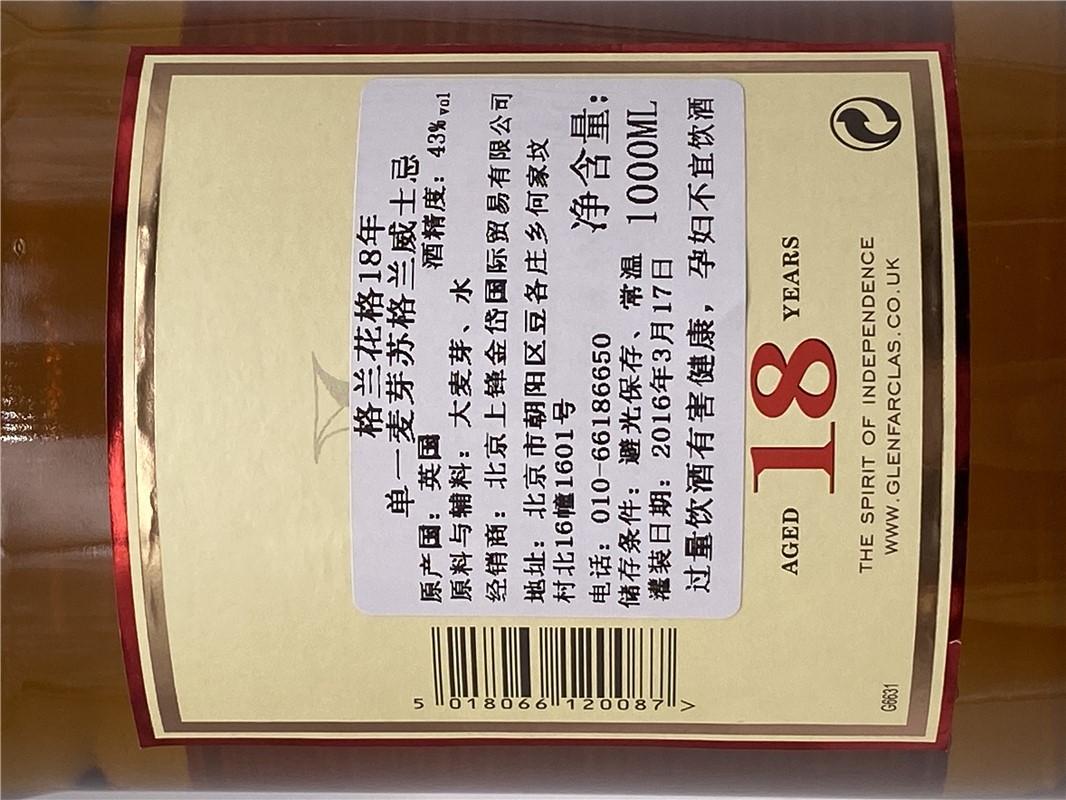 格兰花格18年
单一麦芽苏格兰威士忌
原产国：英国 酒精度：43%vol
原料与辅料：大麦芽、水
经销商：北京上锋金岱国际贸易有限公司
地址：北京市朝阳区豆各庄乡何家坟
村北16幢1601号
净含量：
1000ML
电话：010-66186650
储存条件：避光保存、常温
灌装日期：2016年3月17日
过量饮酒有害健康，孕妇不宜饮酒
5 018066 120087 >
AGED 18 YEARS
THE SPIRIT OF INDEPENDENCE
WWW.GLENFARCLAS.CO.UK
G6631